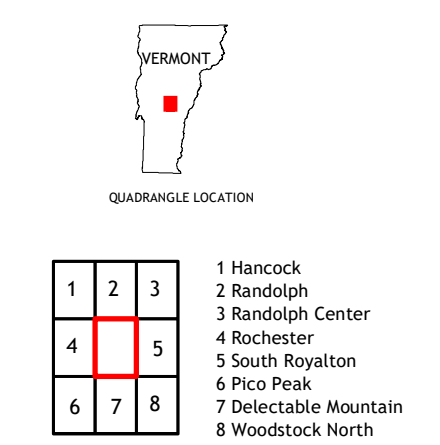 VERMONT
QUADRANGLE LOCATION
1 2 3
4 5
6 7 8
1 Hancock
2 Randolph
3 Randolph Center
4 Rochester
5 South Royalton
6 Pico Peak
7 Delectable Mountain
8 Woodstock North